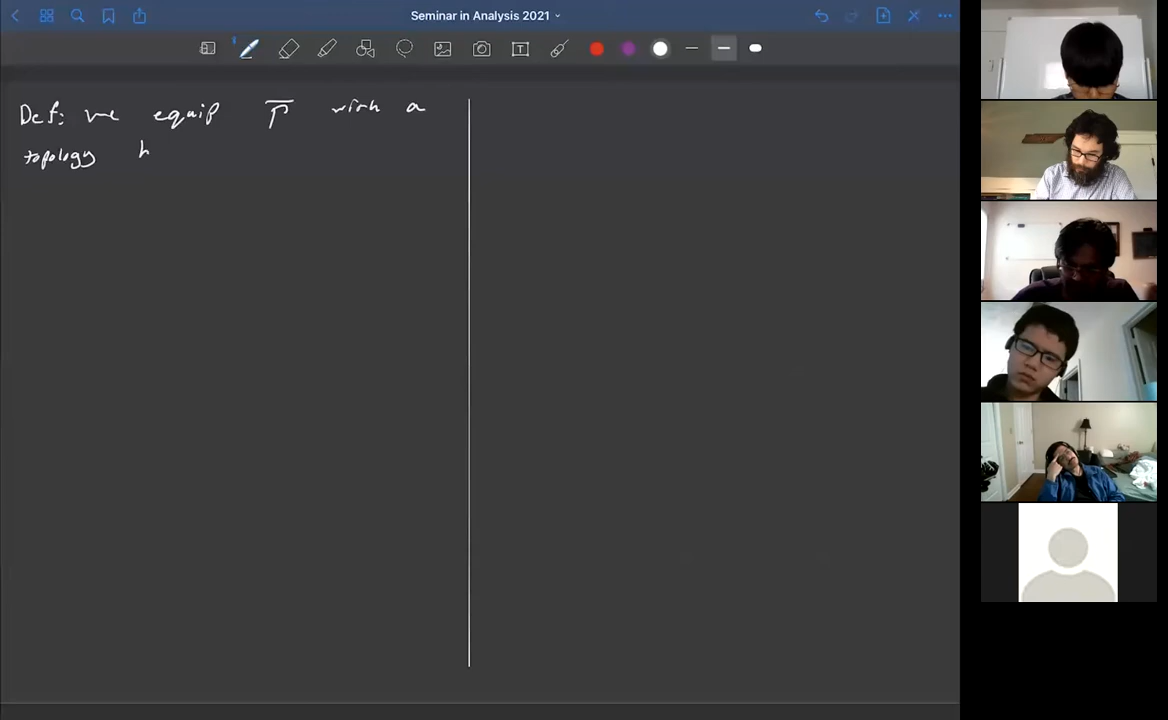 Seminar in Analysis 2021
Def: we equip Γ̅ with a
topology b